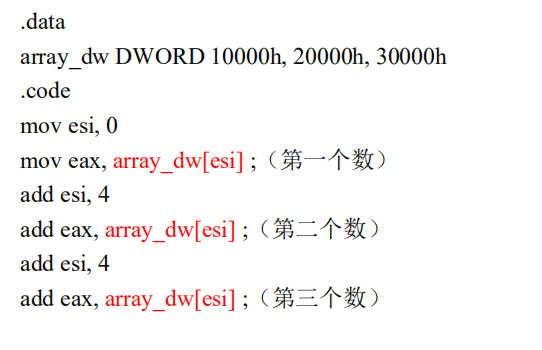 .data
array_dw DWORD 10000h, 20000h, 30000h
.code
mov esi, 0
mov eax, array_dw[esi] ;（第一个数）
add esi, 4
add eax, array_dw[esi] ;（第二个数）
add esi, 4
add eax, array_dw[esi] ;（第三个数）